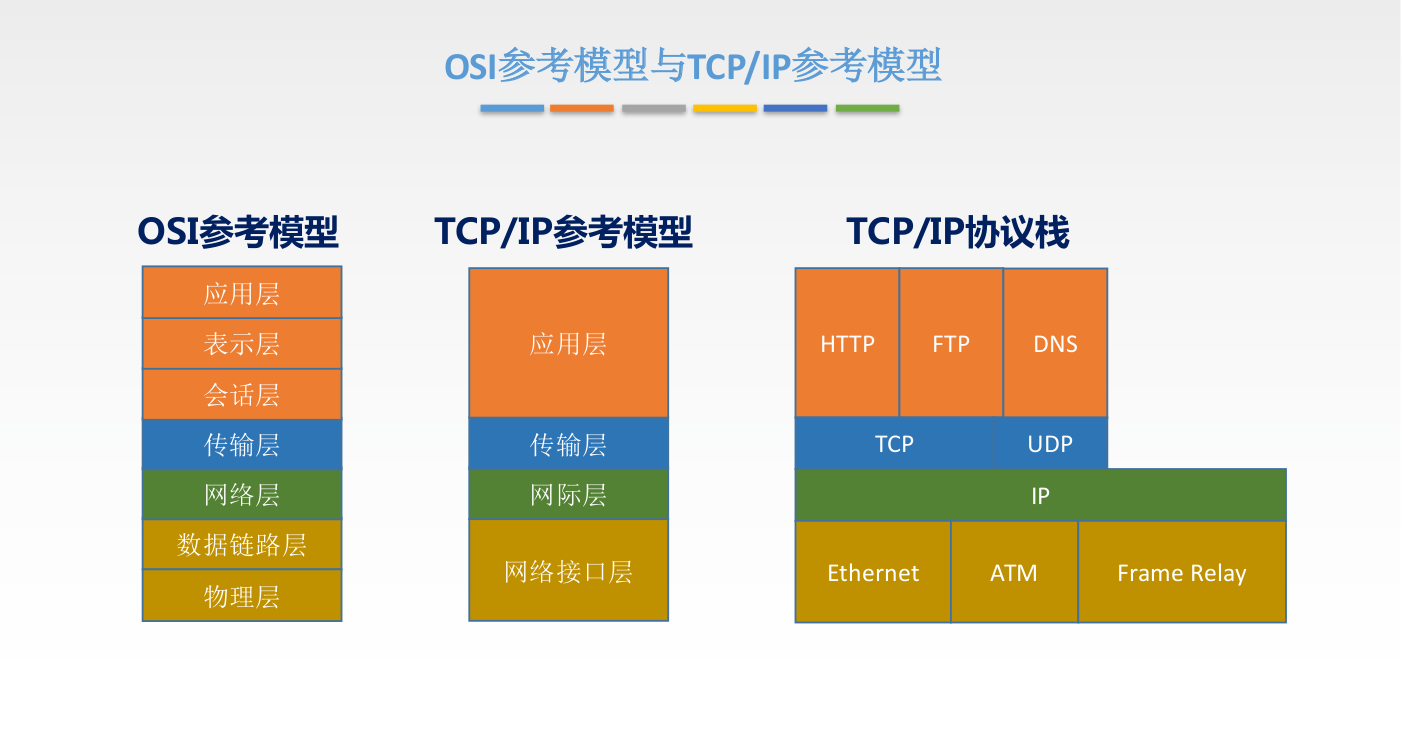 OSI参考模型与TCP/IP参考模型
OSI参考模型
应用层
表示层
会话层
传输层
网络层
数据链路层
物理层
TCP/IP参考模型
应用层
传输层
网际层
网络接口层
TCP/IP协议栈
HTTP FTP DNS
TCP UDP
IP
Ethernet ATM Frame Relay